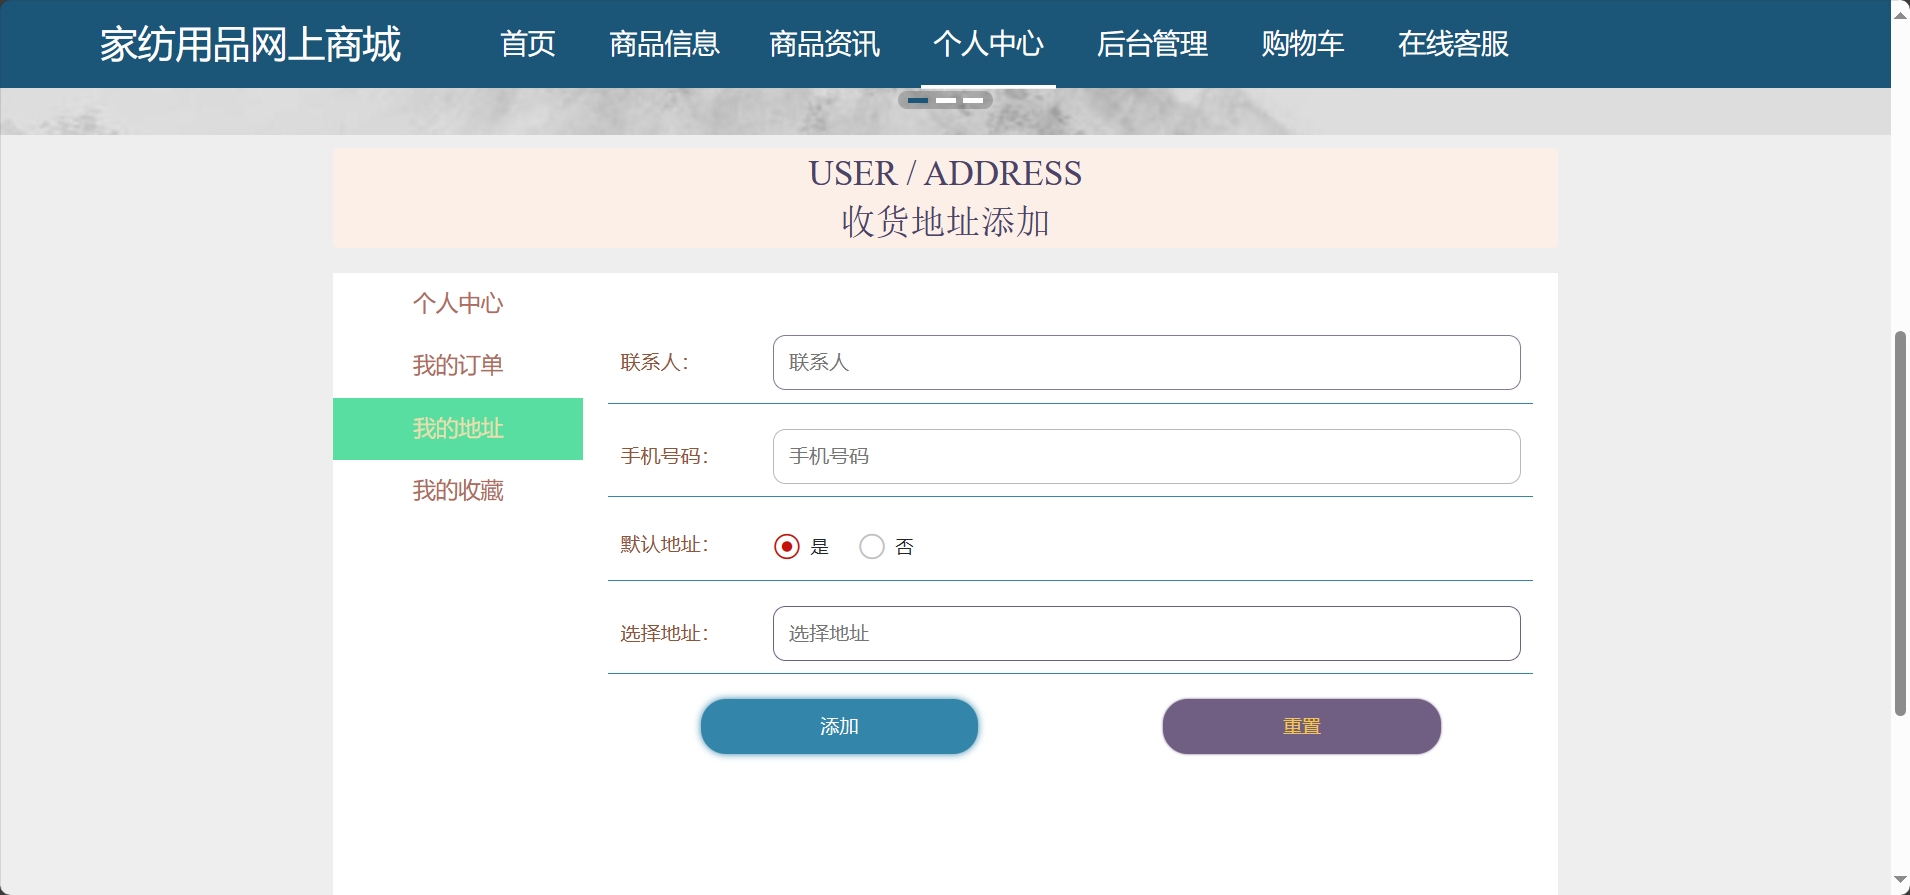 家纺用品网上商城 首页 商品信息 商品资讯 个人中心 后台管理 购物车 在线客服
USER / ADDRESS
收货地址添加
个人中心
我的订单
我的地址
我的收藏
联系人： 联系人
手机号码： 手机号码
默认地址： 是 否
选择地址： 选择地址
添加 重置